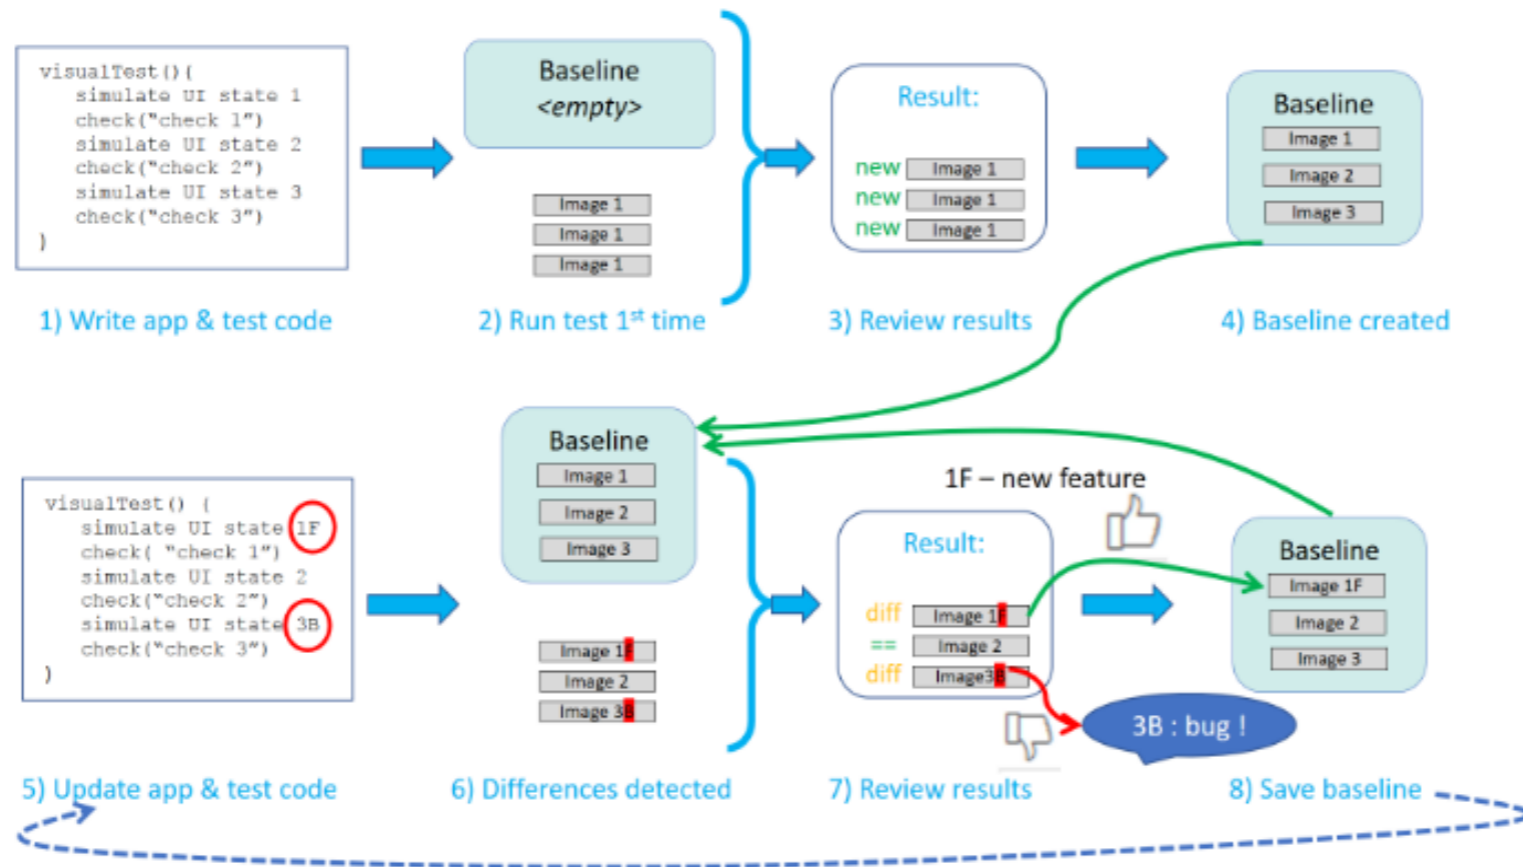 visualTest(){
simulate UI state 1
check("check 1")
simulate UI state 2
check("check 2")
simulate UI state 3
check("check 3")
}
1) Write app & test code
Baseline
<empty>
Image 1
Image 1
Image 1
2) Run test 1st time
Result:
new Image 1
new Image 1
new Image 1
3) Review results
Baseline
Image 1
Image 2
Image 3
4) Baseline created
visualTest() {
simulate UI state 1F
check( "check 1")
simulate UI state 2
check("check 2")
simulate UI state 3B
check("check 3")
}
5) Update app & test code
Baseline
Image 1
Image 2
Image 3
Image 1F
Image 2
Image 3B
6) Differences detected
1F – new feature
Result:
diff Image 1F
== Image 2
diff Image3B
3B : bug !
7) Review results
Baseline
Image 1F
Image 2
Image 3
8) Save baseline